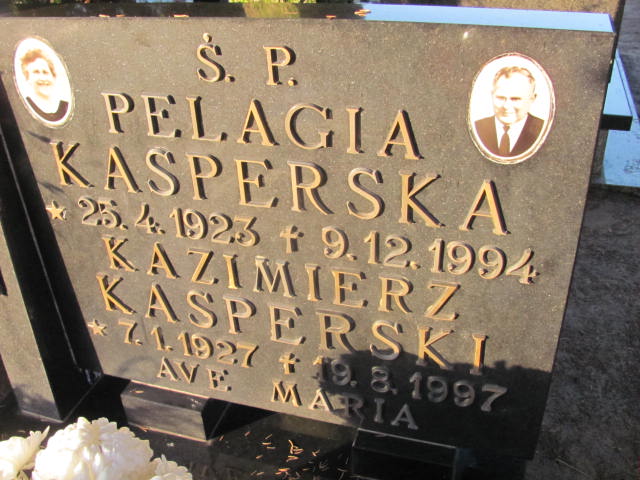 Ś. P.
PELAGIA
KASPERSKA
* 25. 4. 1923 † 9. 12. 1994
KAZIMIERZ
KASPERSKI
* 7. 1. 1927 † 19. 8. 1997
AVE MARIA